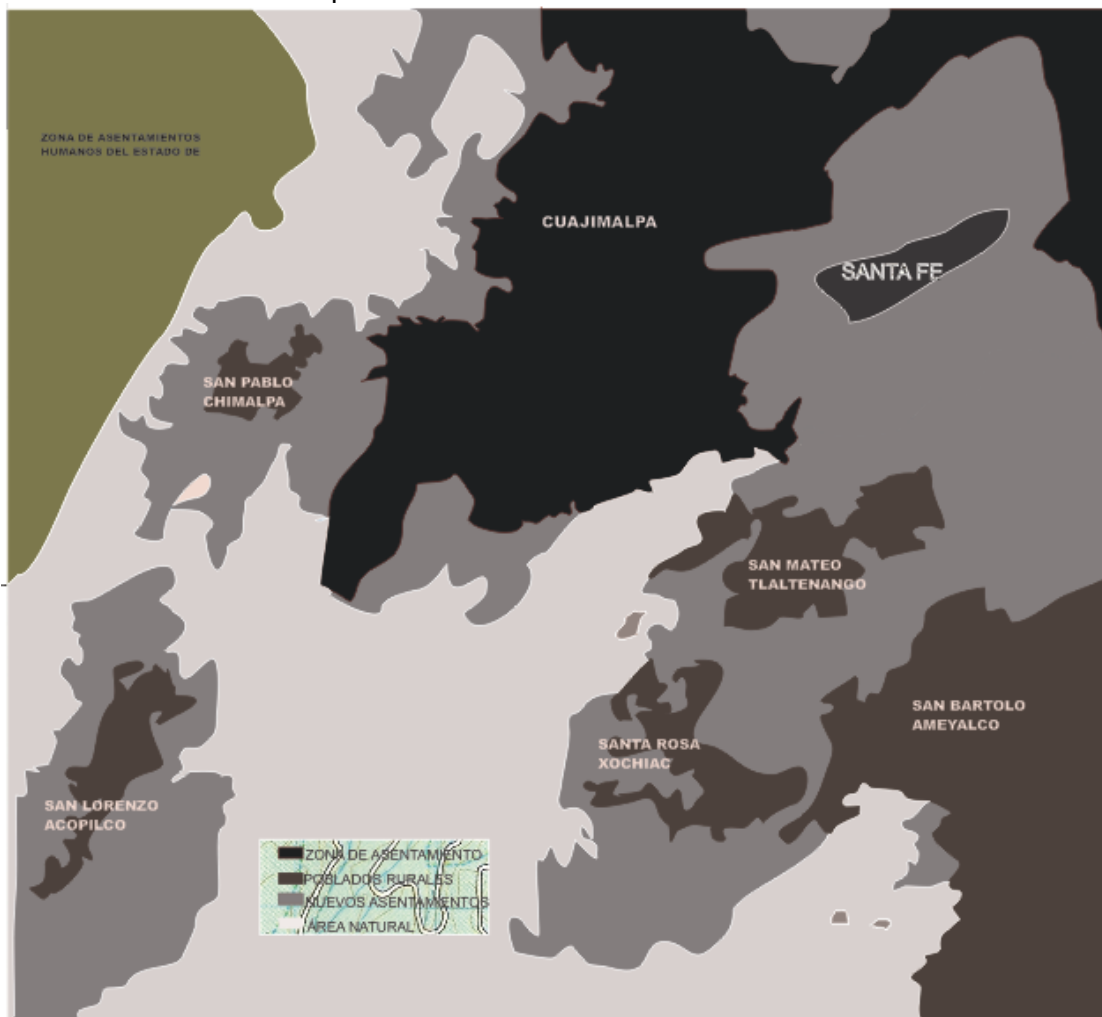 ZONA DE ASENTAMIENTOS
HUMANOS DEL ESTADO DE
CUAJIMALPA
SANTA FE
SAN PABLO
CHIMALPA
SAN MATEO
TLALTENANGO
SAN BARTOLO
AMEYALCO
SANTA ROSA
XOCHIAC
SAN LORENZO
ACOPILCO
ZONA DE ASENTAMIENTO
POBLADOS RURALES
NUEVOS ASENTAMIENTOS
ÁREA NATURAL